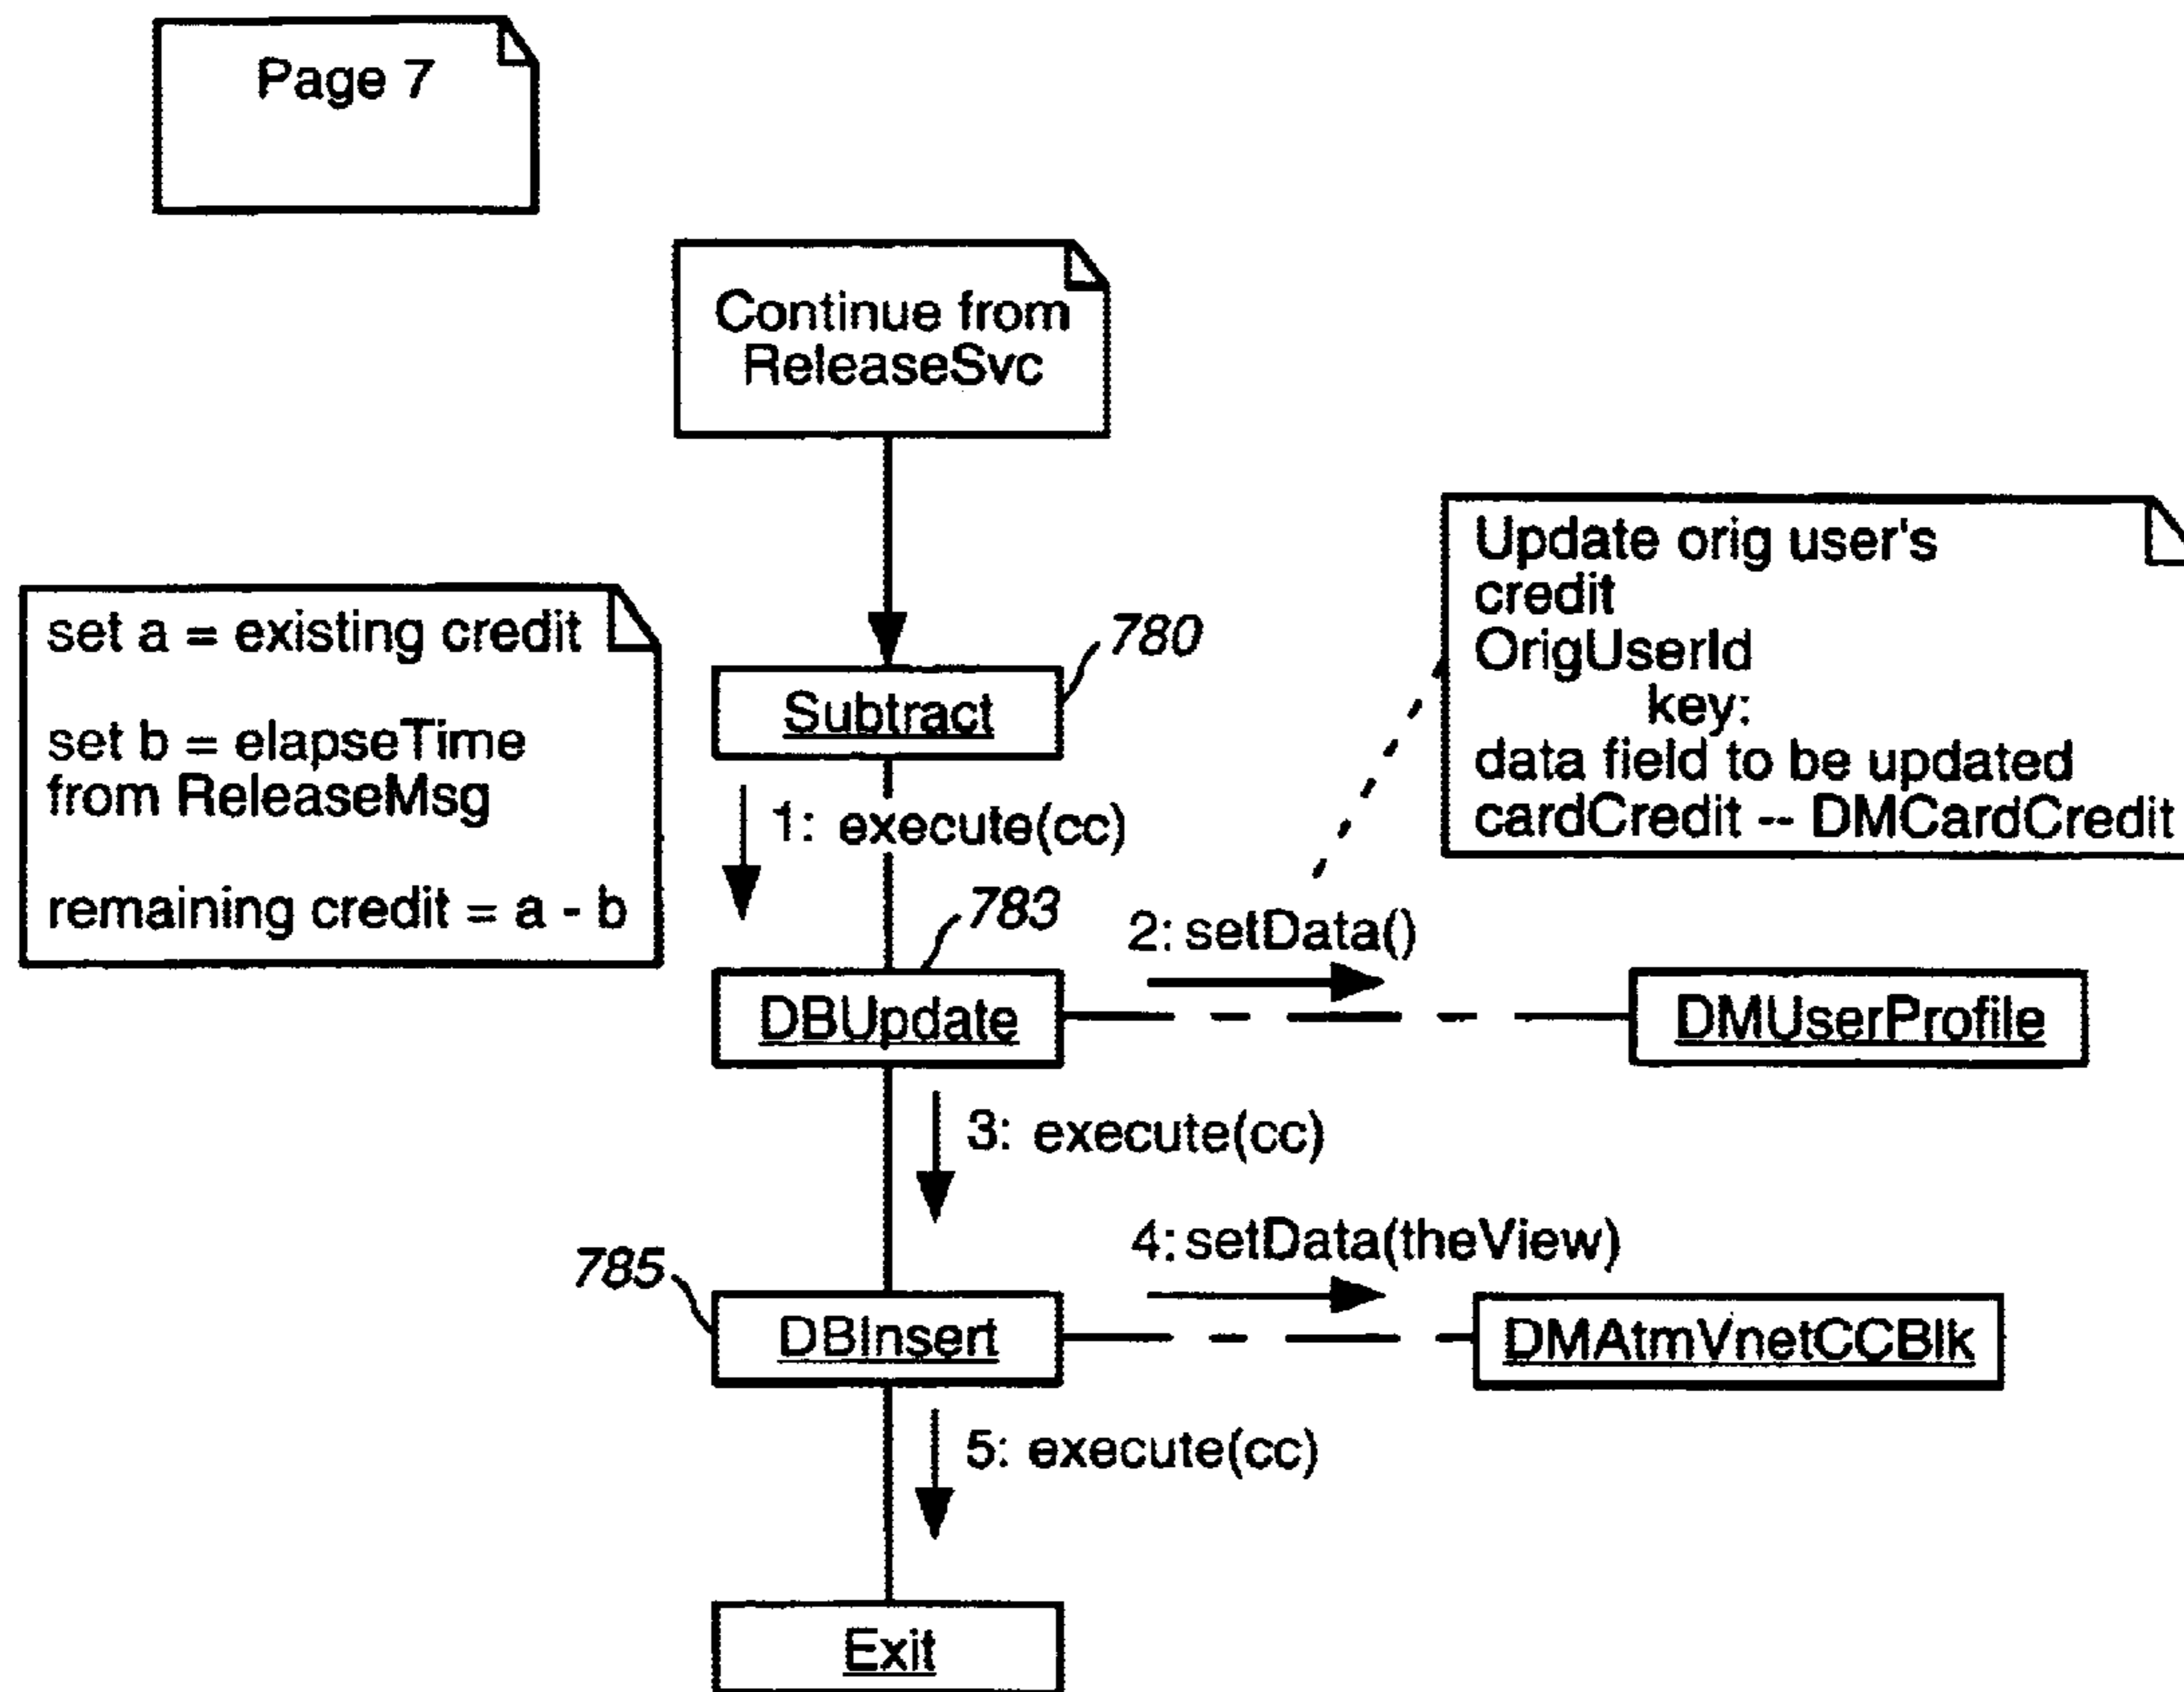 Page 7
Continue from
ReleaseSvc
set a = existing credit
set b = elapseTime
from ReleaseMsg
remaining credit = a - b
Update orig user's
credit
OrigUserId
key:
data field to be updated
cardCredit -- DMCardCredit
780
Subtract
1: execute(cc)
783
2: setData()
DBUpdate
DMUserProfile
3: execute(cc)
4: setData(theView)
785
DBInsert
DMAtmVnetCCBlk
5: execute(cc)
Exit